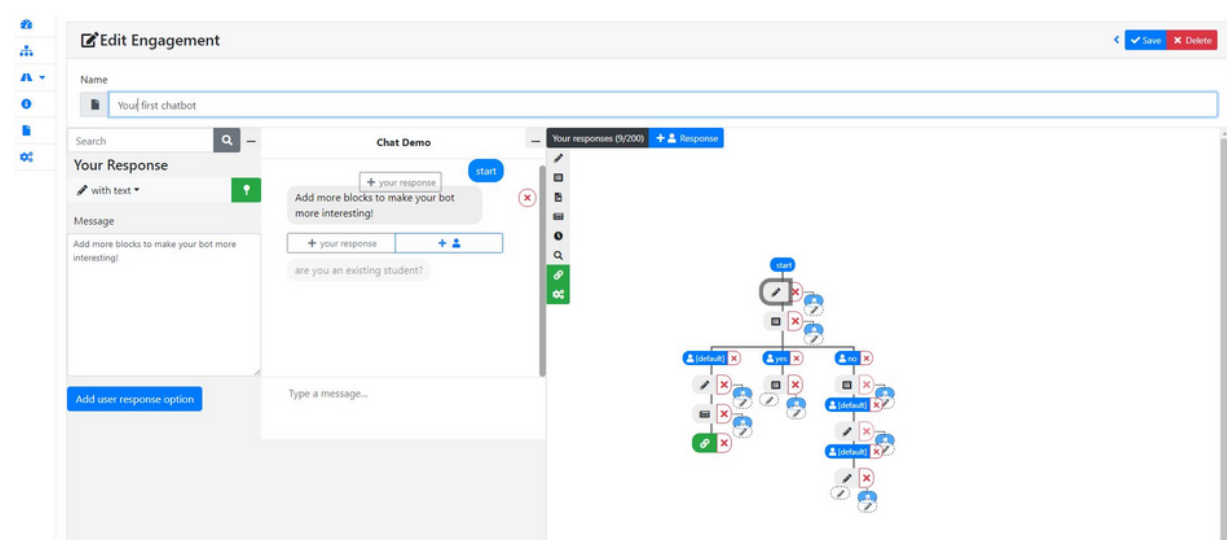 Edit Engagement
Save
Delete
Name
Your first chatbot
Search
Your Response
with text
Message
Add more blocks to make your bot more
interesting!
Add user response option
Chat Demo
start
+ your response
Add more blocks to make your bot
more interesting!
+ your response
are you an existing student?
Type a message...
Your responses (9/200)
+ Response
start
[default]
yes
no
[default]
[default]